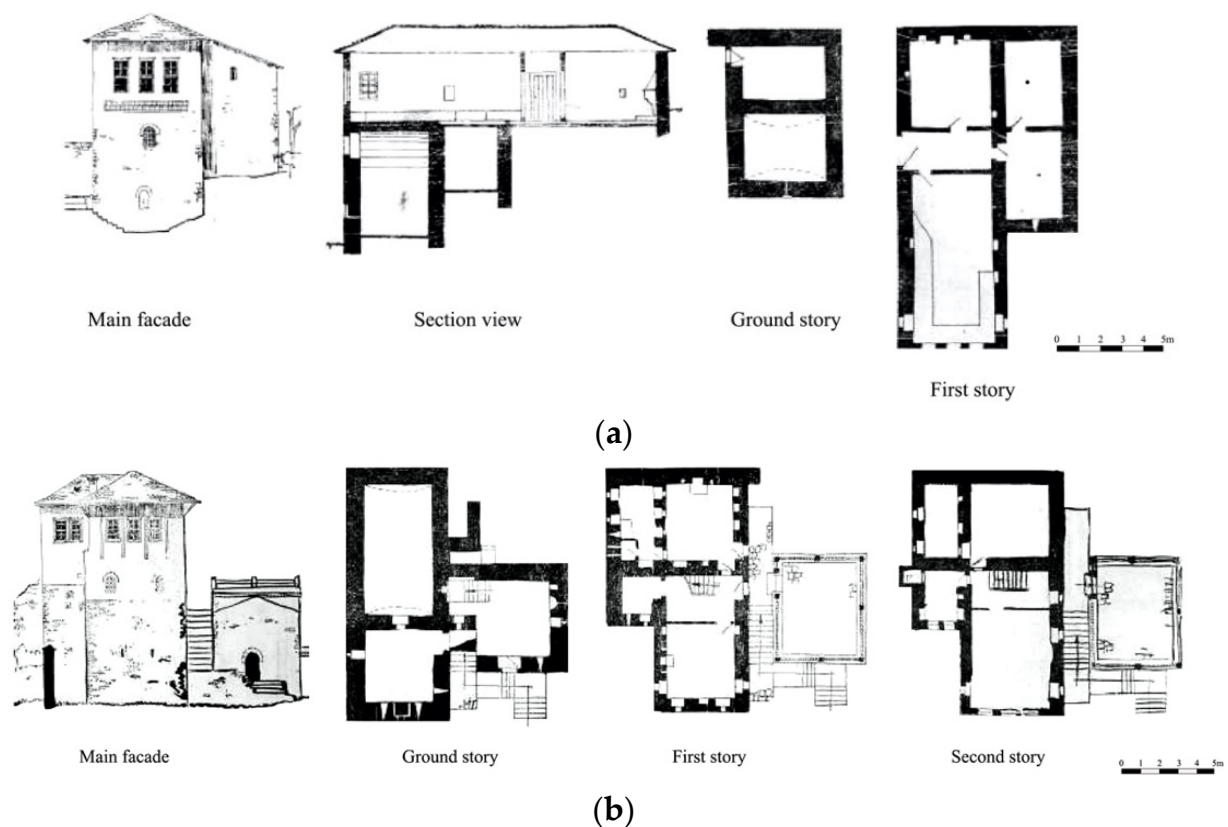 Main facade
Section view
Ground story
First story
0 1 2 3 4 5m
(a)
Main facade
Ground story
First story
Second story
0 1 2 3 4 5m
(b)